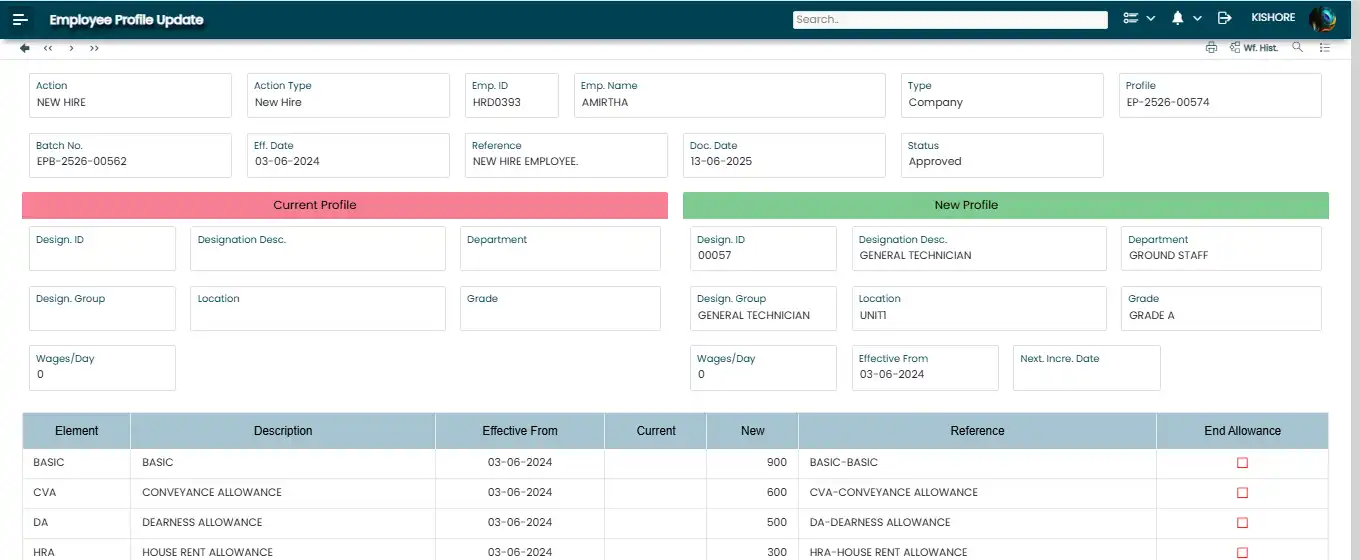 Employee Profile Update Search.. KISHORE
Wf. Hist.
Action Action Type Emp. ID Emp. Name Type Profile
NEW HIRE New Hire HRD0393 AMIRTHA Company EP-2526-00574
Batch No. Eff. Date Reference Doc. Date Status
EPB-2526-00562 03-06-2024 NEW HIRE EMPLOYEE. 13-06-2025 Approved
Current Profile New Profile
Design. ID Designation Desc. Department Design. ID Designation Desc. Department
00057 GENERAL TECHNICIAN GROUND STAFF
Design. Group Location Grade Design. Group Location Grade
GENERAL TECHNICIAN UNIT1 GRADE A
Wages/Day Wages/Day Effective From Next. Incre. Date
0 0 03-06-2024
Element Description Effective From Current New Reference End Allowance
BASIC BASIC 03-06-2024 900 BASIC-BASIC
CVA CONVEYANCE ALLOWANCE 03-06-2024 600 CVA-CONVEYANCE ALLOWANCE
DA DEARNESS ALLOWANCE 03-06-2024 500 DA-DEARNESS ALLOWANCE
HRA HOUSE RENT ALLOWANCE 03-06-2024 300 HRA-HOUSE RENT ALLOWANCE